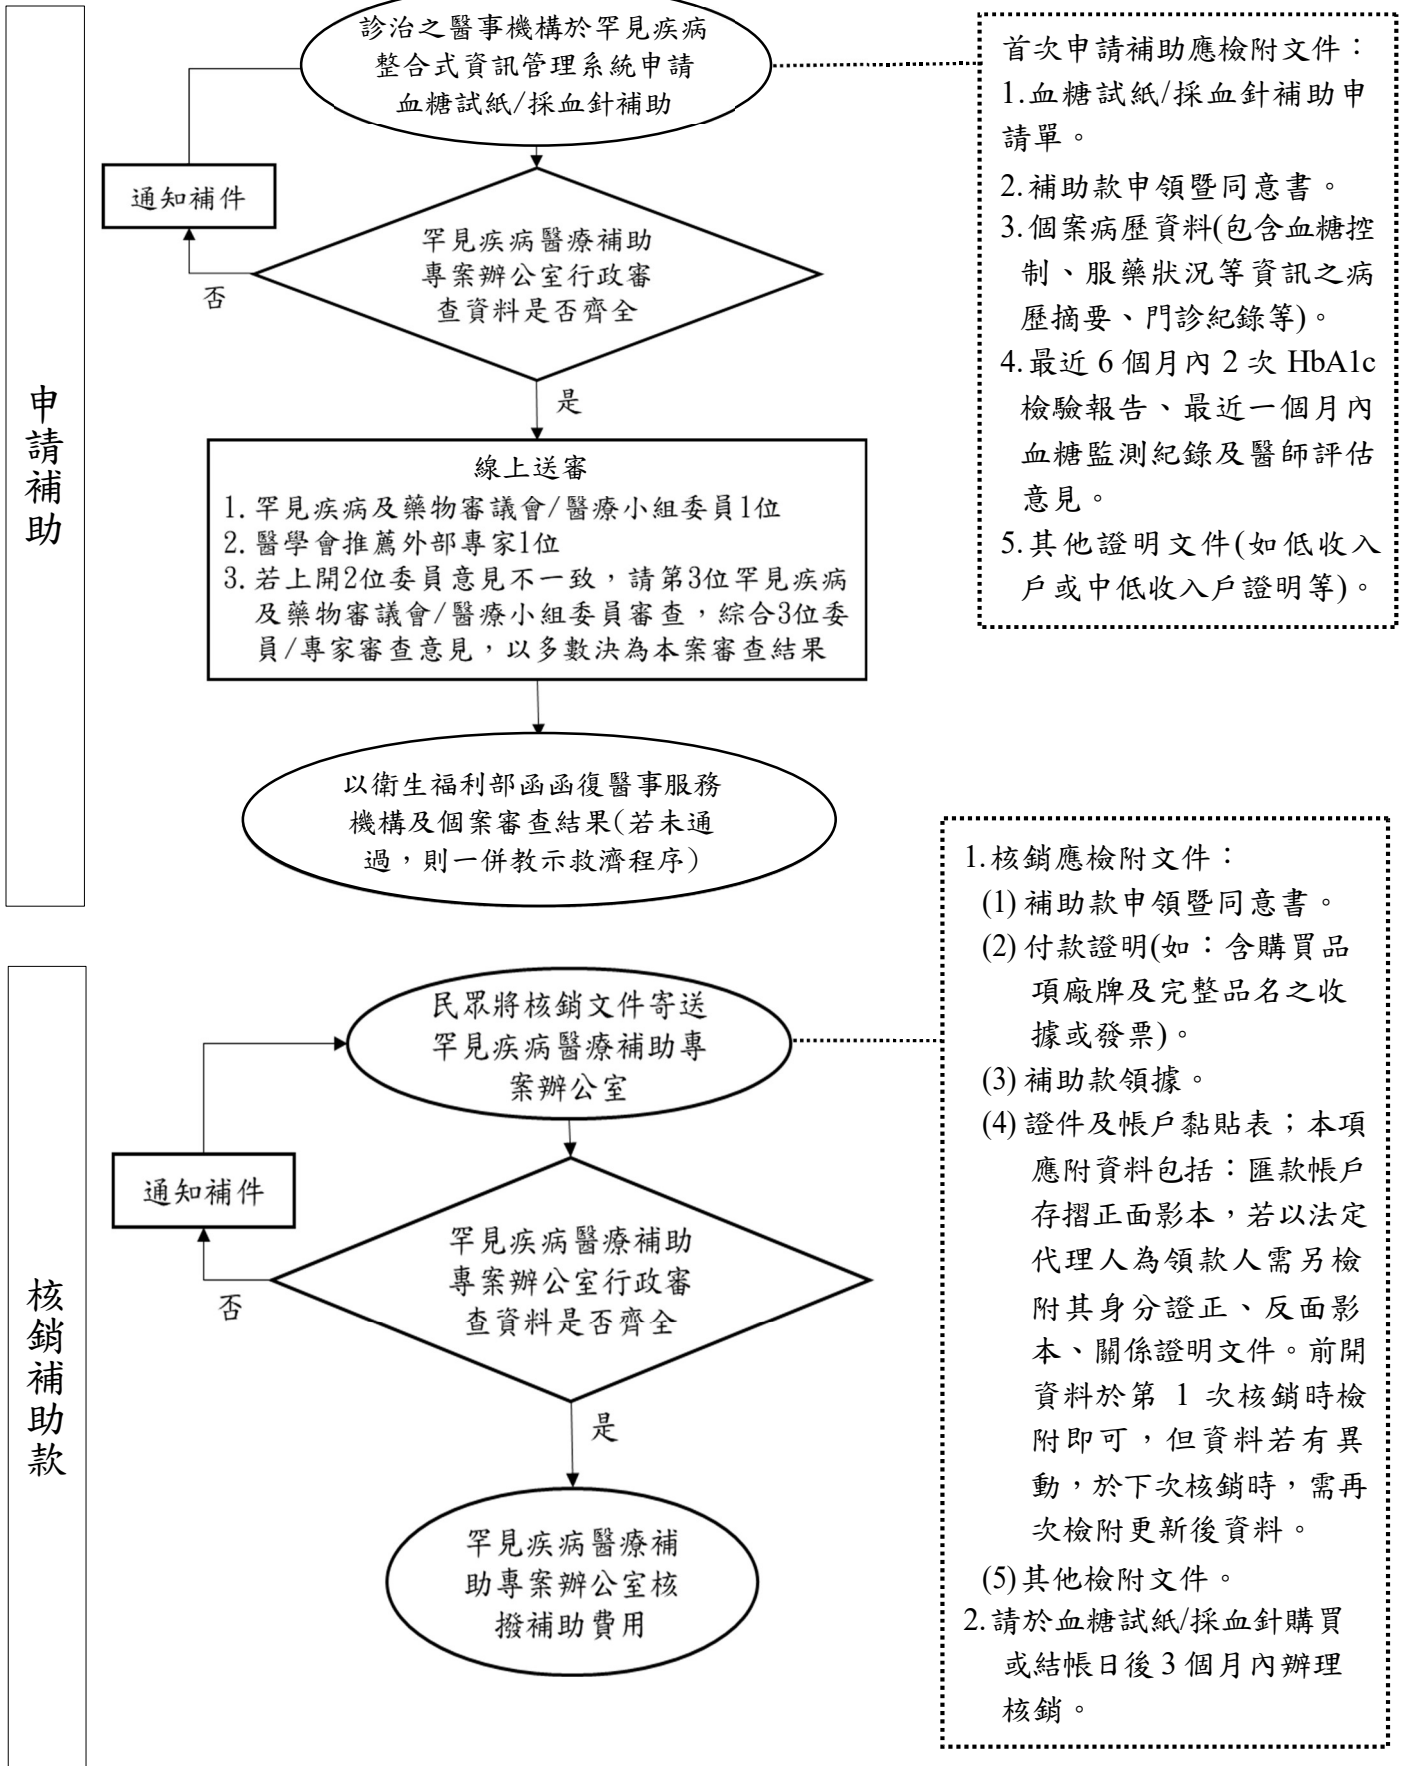 申請補助
診治之醫事機構於罕見疾病
整合式資訊管理系統申請
血糖試紙/採血針補助
通知補件
罕見疾病醫療補助
專案辦公室行政審
查資料是否齊全
否
是
線上送審
1.罕見疾病及藥物審議會/醫療小組委員1位
2.醫學會推薦外部專家1位
3.若上開2位委員意見不一致，請第3位罕見疾病
及藥物審議會/醫療小組委員審查，綜合3位委
員/專家審查意見，以多數決為本案審查結果
以衛生福利部函函復醫事服務
機構及個案審查結果(若未通
過，則一併教示救濟程序)
首次申請補助應檢附文件：
1.血糖試紙/採血針補助申
請單。
2.補助款申領暨同意書。
3.個案病歷資料(包含血糖控
制、服藥狀況等資訊之病
歷摘要、門診紀錄等)。
4.最近 6 個月內 2 次 HbA1c
檢驗報告、最近一個月內
血糖監測紀錄及醫師評估
意見。
5.其他證明文件(如低收入
戶或中低收入戶證明等)。
核銷補助款
民眾將核銷文件寄送
罕見疾病醫療補助專
案辦公室
通知補件
罕見疾病醫療補助
專案辦公室行政審
查資料是否齊全
否
是
罕見疾病醫療補
助專案辦公室核
撥補助費用
1.核銷應檢附文件：
(1)補助款申領暨同意書。
(2)付款證明(如：含購買品
項廠牌及完整品名之收
據或發票)。
(3)補助款領據。
(4)證件及帳戶黏貼表；本項
應附資料包括：匯款帳戶
存摺正面影本，若以法定
代理人為領款人需另檢
附其身分證正、反面影
本、關係證明文件。前開
資料於第 1 次核銷時檢
附即可，但資料若有異
動，於下次核銷時，需再
次檢附更新後資料。
(5)其他檢附文件。
2.請於血糖試紙/採血針購買
或結帳日後 3 個月內辦理
核銷。